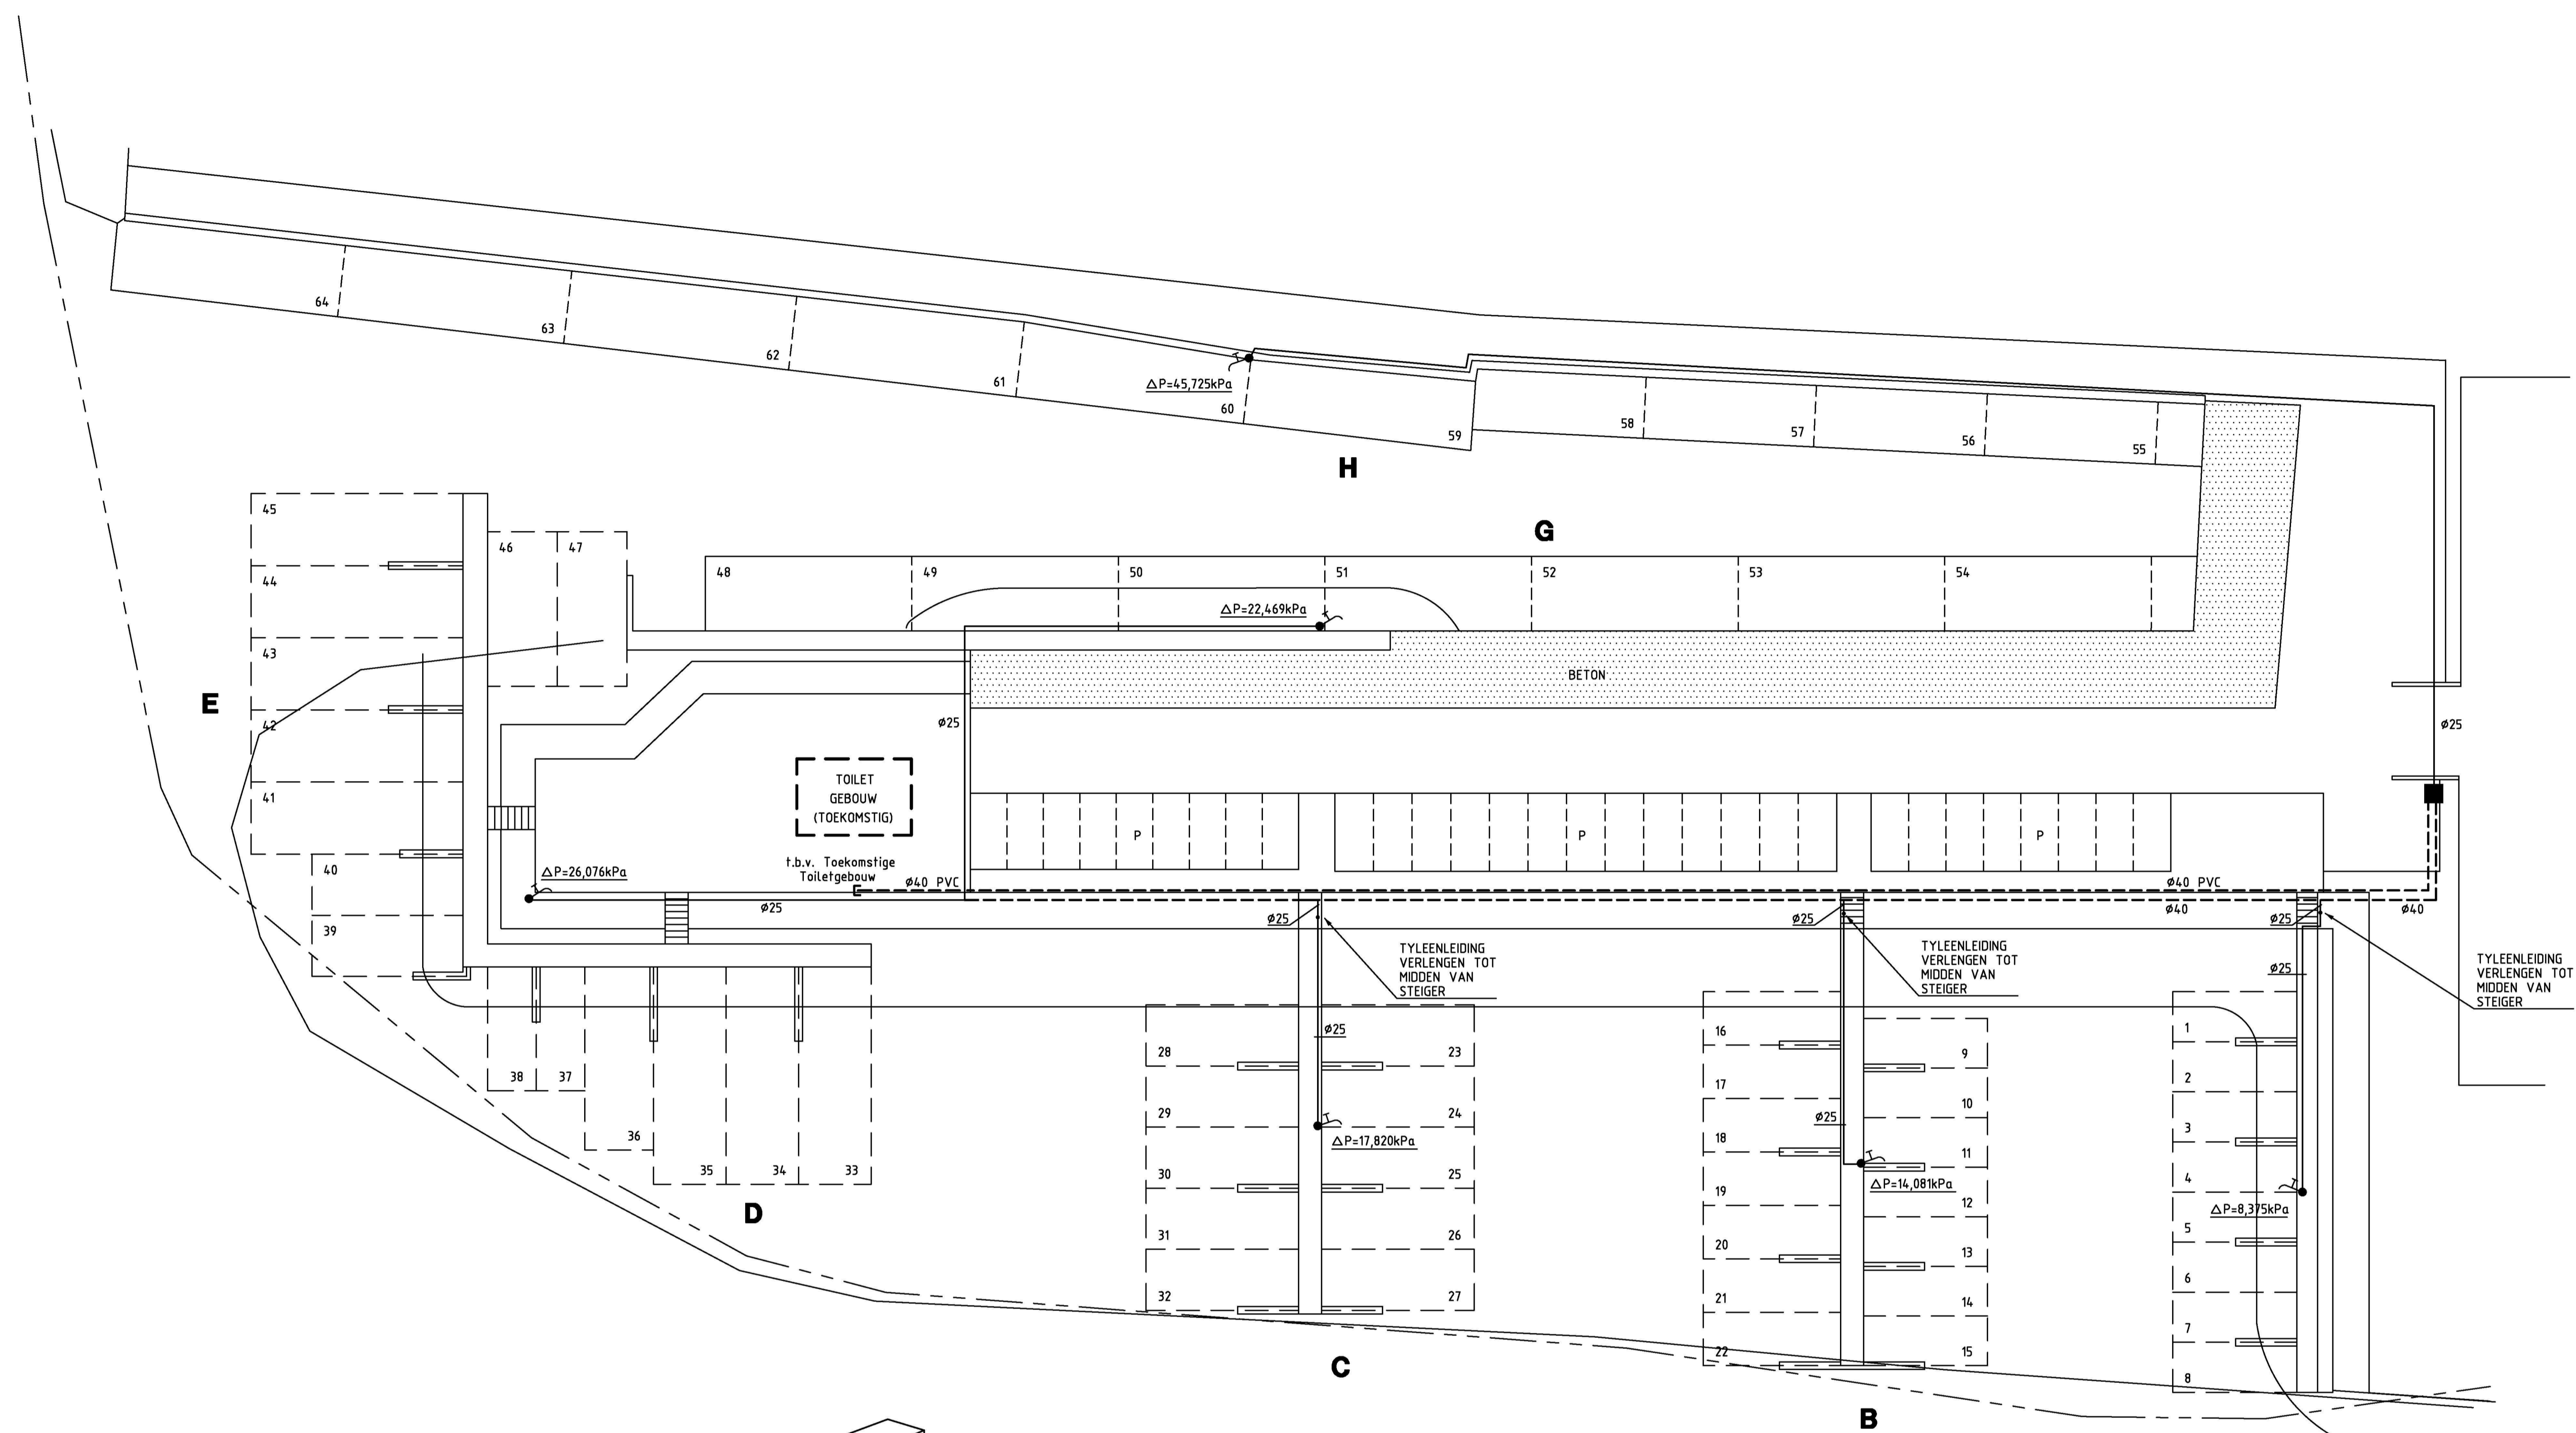 64
63
62
61
△P=45,725kPa
60
59
58
57
56
55
H
G
45
44
43
42
41
40
39
E
46
47
48
49
50
51
52
53
54
△P=22,469kPa
BETON
ø25
ø25
TOILET
GEBOUW
(TOEKOMSTIG)
P
P
P
t.b.v. Toekomstige
Toiletgebouw
△P=26,076kPa
ø40 PVC
ø40 PVC
ø25
ø25
ø25
ø40
ø25
ø40
TYLEENLEIDING
VERLENGEN TOT
MIDDEN VAN
STEIGER
TYLEENLEIDING
VERLENGEN TOT
MIDDEN VAN
STEIGER
TYLEENLEIDING
VERLENGEN TOT
MIDDEN VAN
STEIGER
ø25
38
37
36
35
34
33
D
ø25
28
29
30
31
32
23
24
25
26
27
△P=17,820kPa
C
16
17
18
19
20
21
22
ø25
9
10
11
12
13
14
15
△P=14,081kPa
B
1
2
3
4
5
6
7
8
△P=8,375kPa